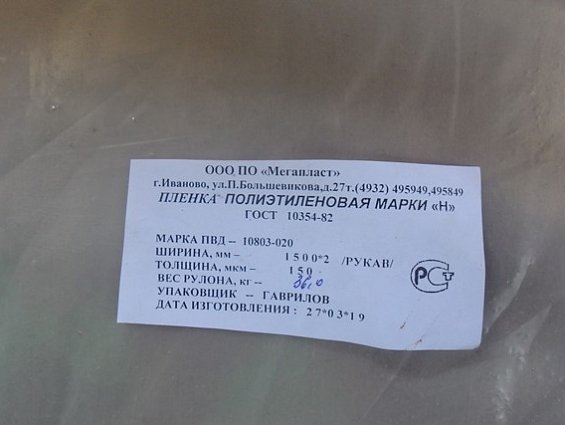 ООО ПО «Мегапласт»
г.Иваново, ул.П.Большевикова,д.27т.(4932) 495949,495849
ПЛЕНКА ПОЛИЭТИЛЕНОВАЯ МАРКИ «Н»
ГОСТ 10354-82
МАРКА ПВД -- 10803-020
ШИРИНА, мм -- 1500*2 /РУКАВ/
ТОЛЩИНА, мкм -- 150
ВЕС РУЛОНА, кг -- 36,0
УПАКОВЩИК -- ГАВРИЛОВ
ДАТА ИЗГОТОВЛЕНИЯ : 27*03*19
РСТ